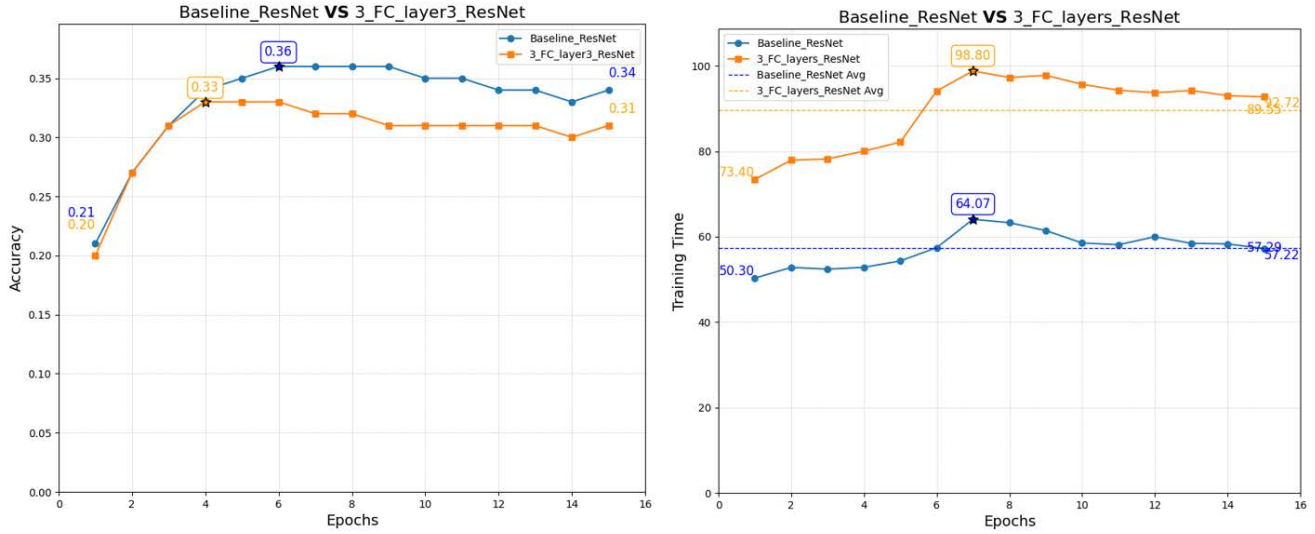 Baseline_ResNet VS 3_FC_layer3_ResNet
Baseline_ResNet
3_FC_layer3_ResNet
0.36
0.33
0.34
0.31
0.21
0.20
Accuracy
0.35
0.30
0.25
0.20
0.15
0.10
0.05
0.00
0 2 4 6 8 10 12 14 16
Epochs
Baseline_ResNet VS 3_FC_layers_ResNet
Baseline_ResNet
3_FC_layers_ResNet
Baseline_ResNet Avg
3_FC_layers_ResNet Avg
98.80
92.72
89.55
73.40
64.07
57.29
57.22
50.30
Training Time
100
80
60
40
20
0
0 2 4 6 8 10 12 14 16
Epochs